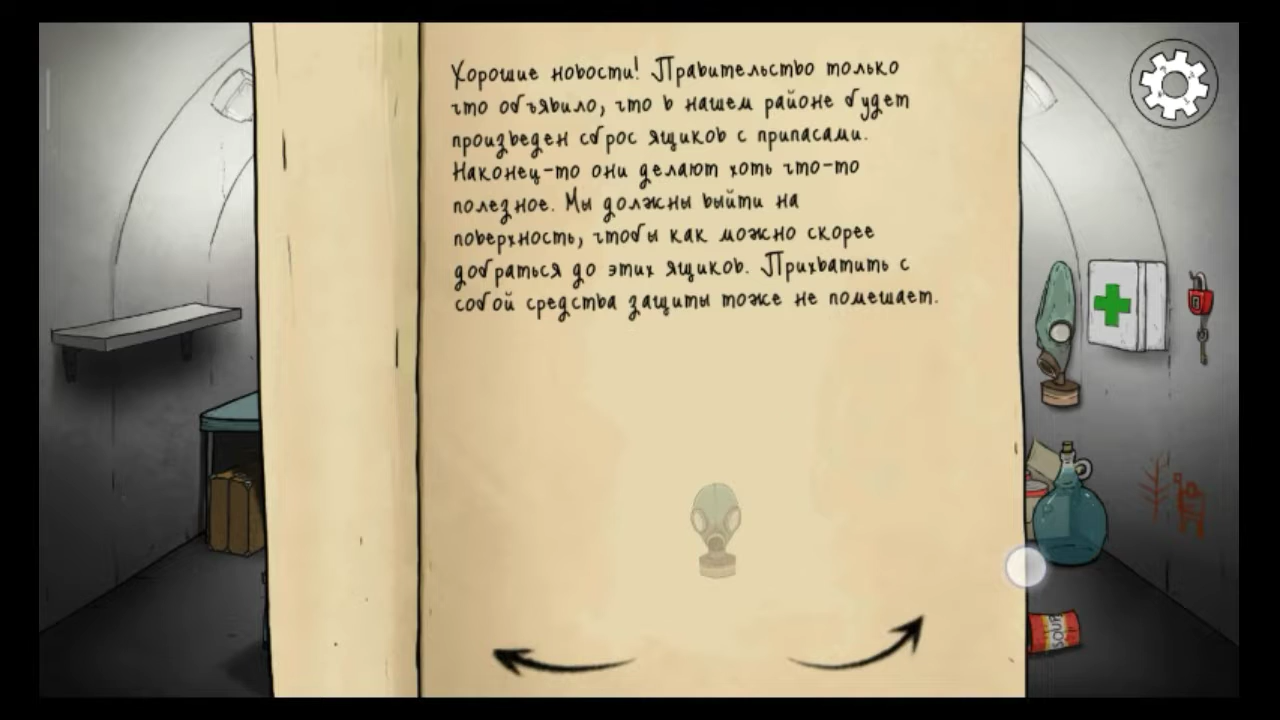 Хорошие новости! Правительство только
что объявило, что в нашем районе будет
произведен сброс ящиков с припасами.
Наконец-то они делают хоть что-то
полезное. Мы должны выйти на
поверхность, чтобы как можно скорее
добраться до этих ящиков. Прихватить с
собой средства защиты тоже не помешает.
SOUP